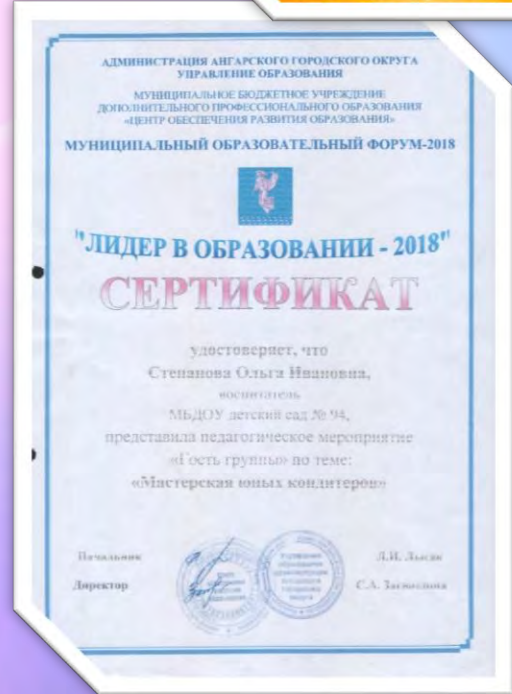 АДМИНИСТРАЦИЯ АНГАРСКОГО ГОРОДСКОГО ОКРУГА
УПРАВЛЕНИЕ ОБРАЗОВАНИЯ
МУНИЦИПАЛЬНОЕ БЮДЖЕТНОЕ УЧРЕЖДЕНИЕ
ДОПОЛНИТЕЛЬНОГО ПРОФЕССИОНАЛЬНОГО ОБРАЗОВАНИЯ
«ЦЕНТР ОБЕСПЕЧЕНИЯ РАЗВИТИЯ ОБРАЗОВАНИЯ»
МУНИЦИПАЛЬНЫЙ ОБРАЗОВАТЕЛЬНЫЙ ФОРУМ-2018
"ЛИДЕР В ОБРАЗОВАНИИ - 2018"
СЕРТИФИКАТ
удостоверяет, что
Степанова Ольга Ивановна,
воспитатель
МБДОУ детский сад № 94,
представила педагогическое мероприятие
«Гость группы» по теме:
«Мастерская юных кондитеров»
Начальник Л.И. Лысак
Директор С.А.